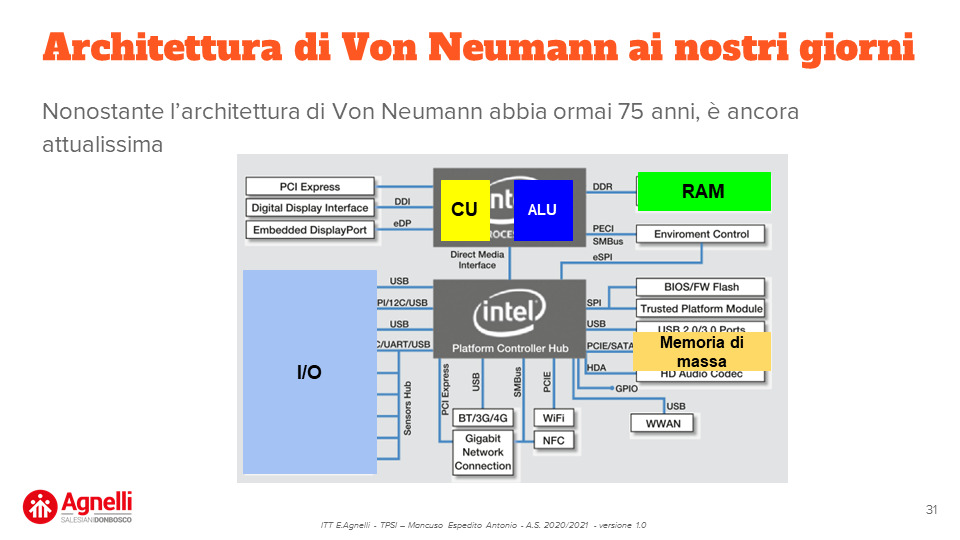 Architettura di Von Neumann ai nostri giorni
Nonostante l’architettura di Von Neumann abbia ormai 75 anni, è ancora
attualissima
PCI Express
Digital Display Interface
Embedded DisplayPort
DDI
eDP
CU
ALU
DDR
RAM
PECI
SMBus
eSPI
Enviroment Control
Direct Media
Interface
I/O
USB
PI/12C/USB
USB
C/UART/USB
Sensors Hub
intel
Platform Controller Hub
SPI
USB
PCIE/SATA
HDA
GPIO
BIOS/FW Flash
Trusted Platform Module
USB 2.0/3.0 Ports
Memoria di
massa
HD Audio Codec
PCI Express
USB
SMBus
PCIE
USB
WWAN
BT/3G/4G
Gigabit
Network
Connection
WiFi
NFC
Agnelli
SALESIANI DONBOSCO
ITT E.Agnelli - TPSI – Mancuso Espedito Antonio - A.S. 2020/2021 - versione 1.0
31